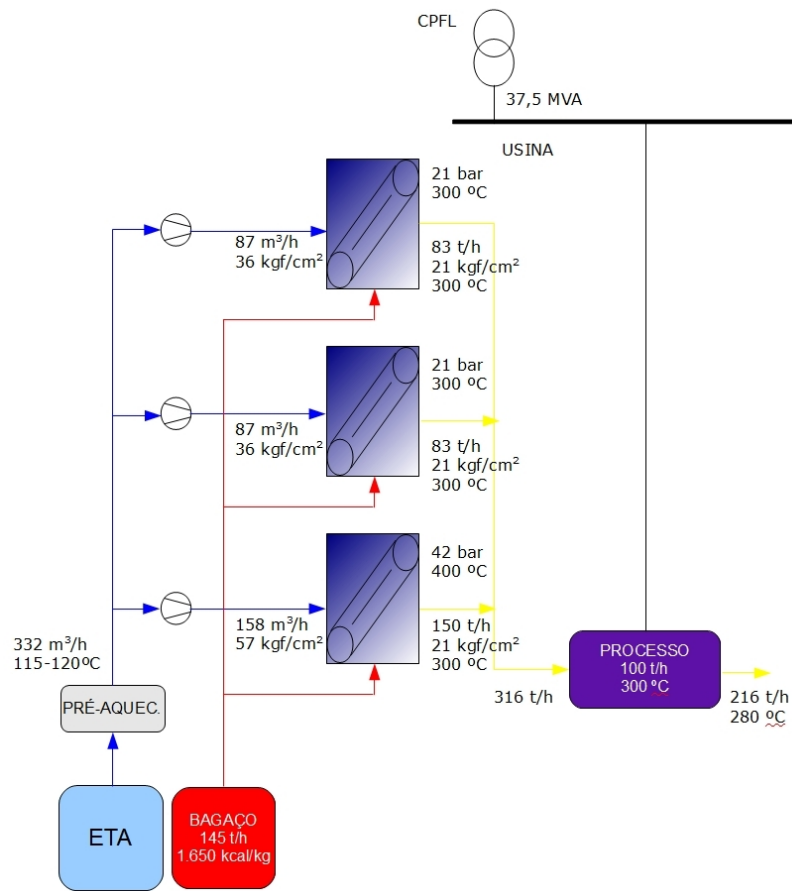 CPFL
37,5 MVA
USINA
21 bar
300 ºC
87 m³/h
36 kgf/cm²
83 t/h
21 kgf/cm²
300 ºC
21 bar
300 ºC
87 m³/h
36 kgf/cm²
83 t/h
21 kgf/cm²
300 ºC
42 bar
400 ºC
158 m³/h
57 kgf/cm²
150 t/h
21 kgf/cm²
300 ºC
332 m³/h
115-120ºC
PRÉ-AQUEC.
316 t/h
PROCESSO
100 t/h
300 ºC
216 t/h
280 ºC
ETA
BAGAÇO
145 t/h
1.650 kcal/kg